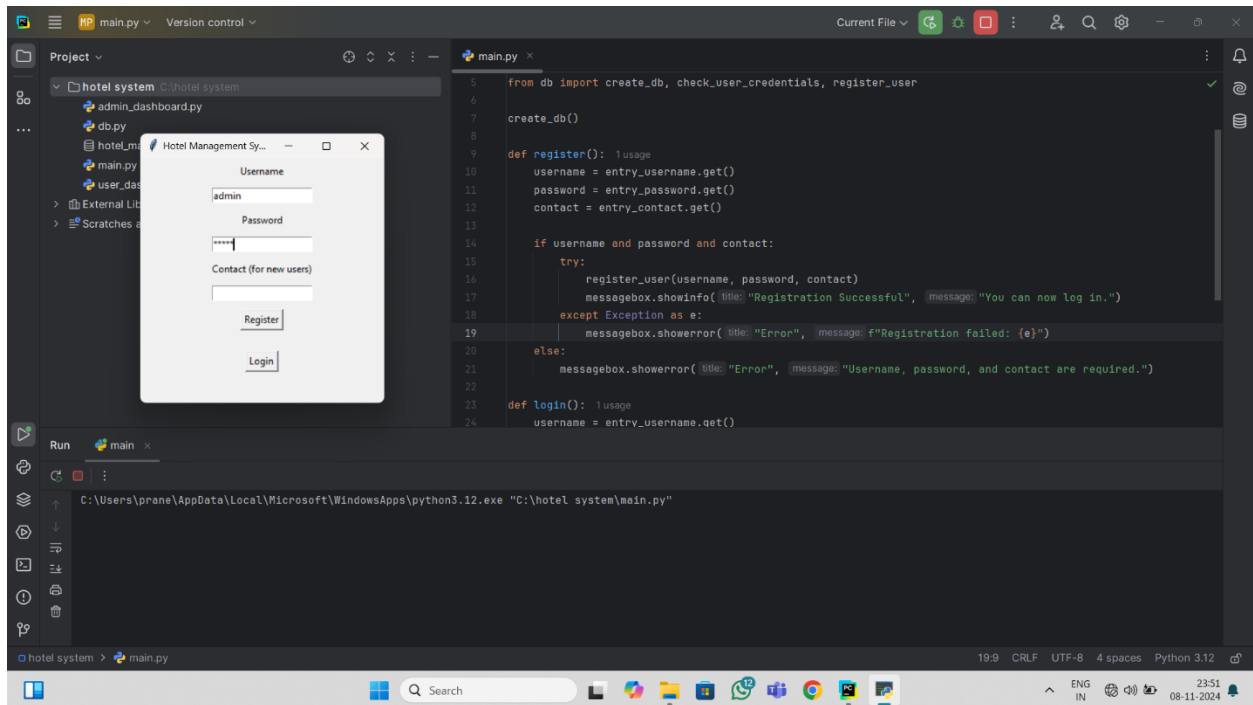 MP main.py Version control Current File
Project
main.py
hotel system C:\hotel system
admin_dashboard.py
db.py
hotel_ma
main.py
user_das
External Lib
Scratches a
Hotel Management Sy...
Username
admin
Password
*****
Contact (for new users)
Register
Login
5 from db import create_db, check_user_credentials, register_user
6
7 create_db()
8
9 def register(): 1 usage
10 username = entry_username.get()
11 password = entry_password.get()
12 contact = entry_contact.get()
13
14 if username and password and contact:
15 try:
16 register_user(username, password, contact)
17 messagebox.showinfo( title: "Registration Successful", message: "You can now log in.")
18 except Exception as e:
19 messagebox.showerror( title: "Error", message: f"Registration failed: {e}")
20 else:
21 messagebox.showerror( title: "Error", message: "Username, password, and contact are required.")
22
23 def login(): 1 usage
24 username = entry_username.get()
Run main
C:\Users\prane\AppData\Local\Microsoft\WindowsApps\python3.12.exe "C:\hotel system\main.py"
hotel system > main.py 19:9 CRLF UTF-8 4 spaces Python 3.12
Search
12
ENG
IN
23:51
08-11-2024